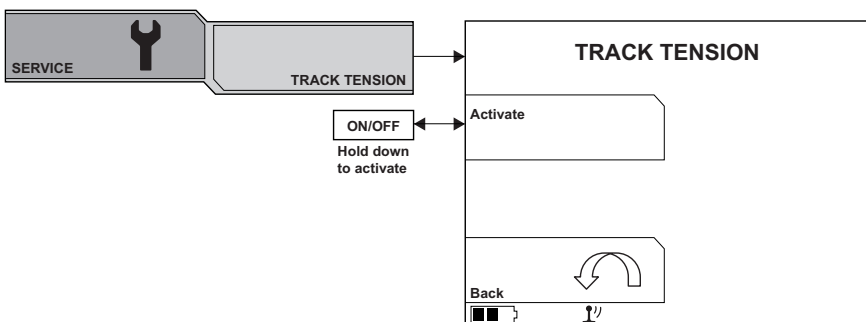 SERVICE
TRACK TENSION
TRACK TENSION
ON/OFF
Hold down
to activate
Activate
Back